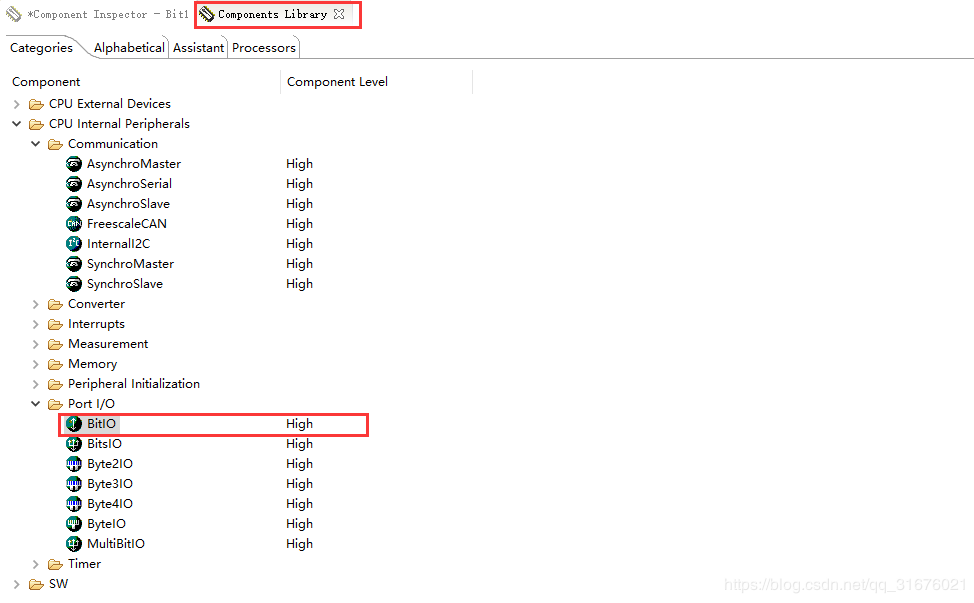 *Component Inspector - Bit1 Components Library
Categories Alphabetical Assistant Processors
Component Component Level
CPU External Devices
CPU Internal Peripherals
Communication
AsynchroMaster High
AsynchroSerial High
AsynchroSlave High
CAN FreescaleCAN High
I²C InternalI2C High
SynchroMaster High
SynchroSlave High
Converter
Interrupts
Measurement
Memory
Peripheral Initialization
Port I/O
BitIO High
BitsIO High
Byte2IO High
Byte3IO High
Byte4IO High
ByteIO High
MultiBitIO High
Timer
SW
https://blog.csdn.net/qq_31676021